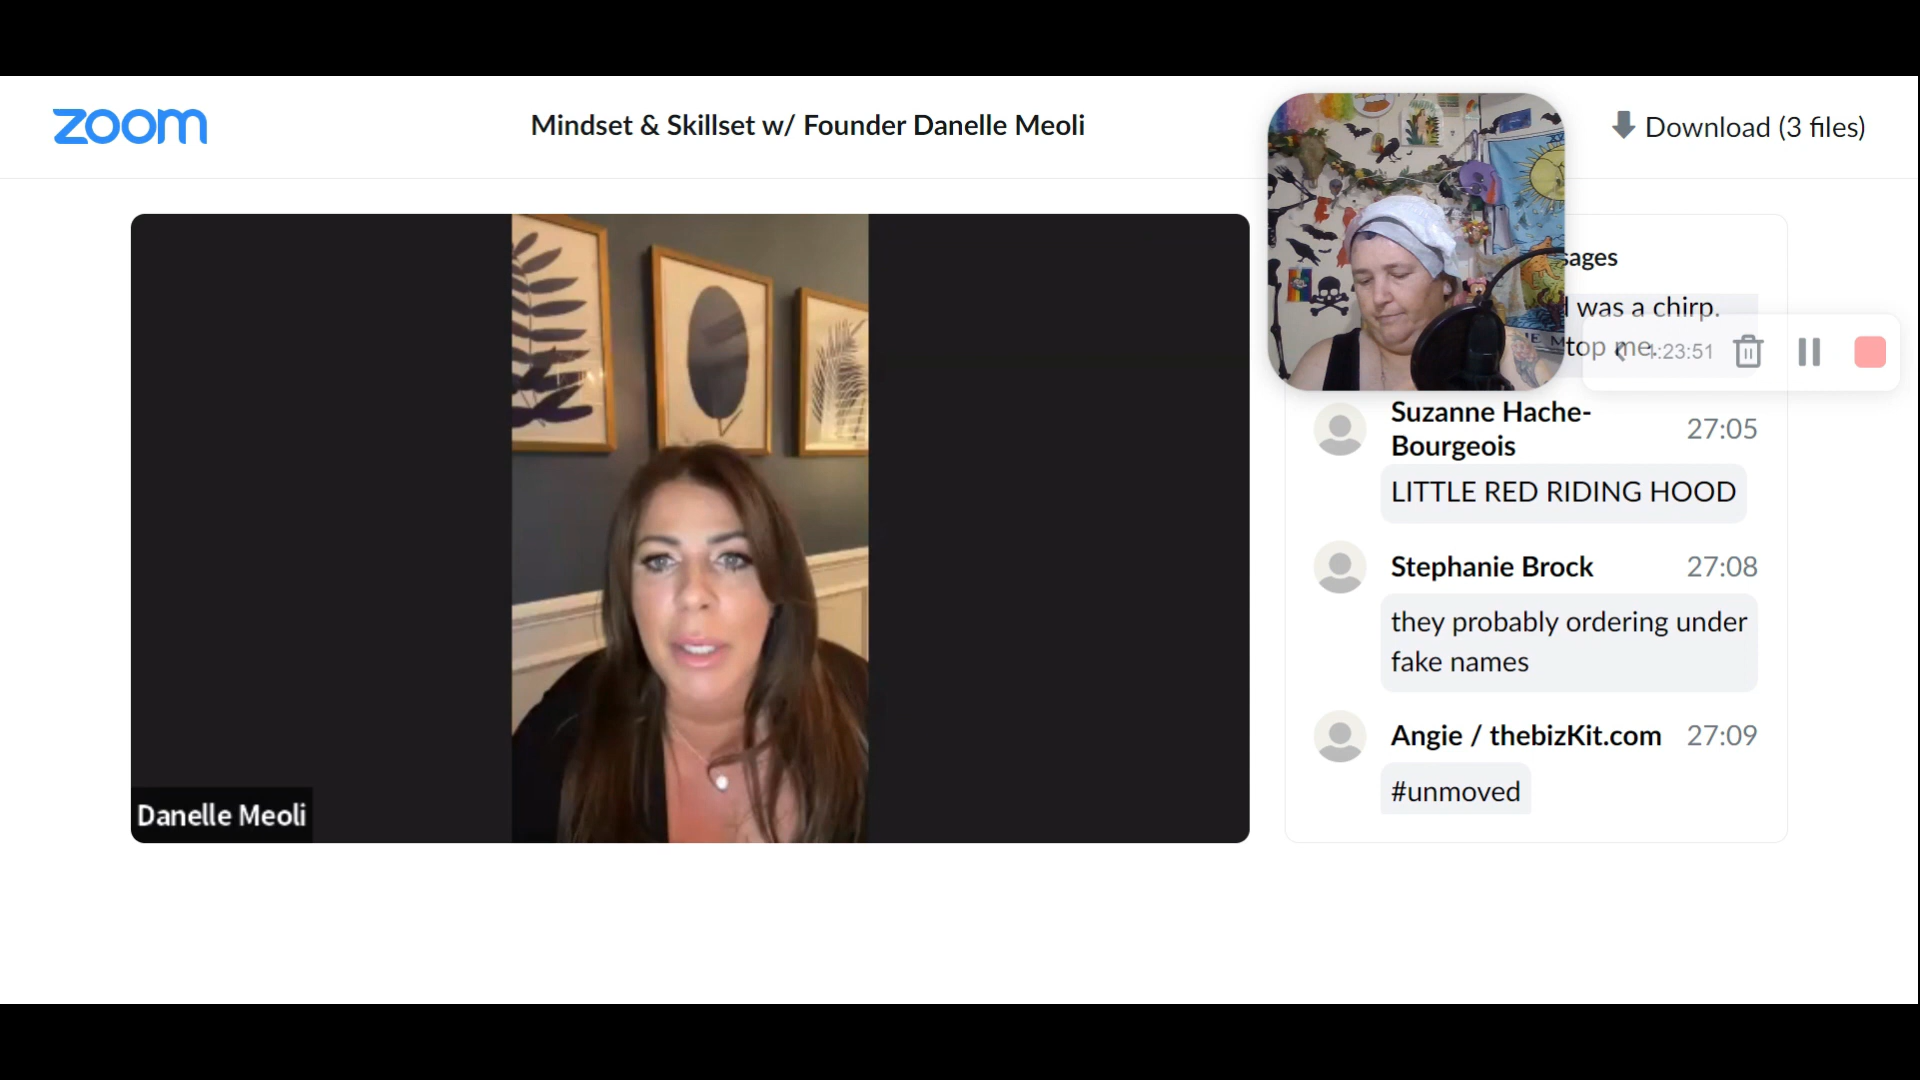 zoom
Mindset & Skillset w/ Founder Danelle Meoli
Download (3 files)
sages
was a chirp.
top me.
1:23:51
Suzanne Hache-
Bourgeois
27:05
LITTLE RED RIDING HOOD
Stephanie Brock
27:08
they probably ordering under
fake names
Angie / thebizKit.com
27:09
#unmoved
Danelle Meoli